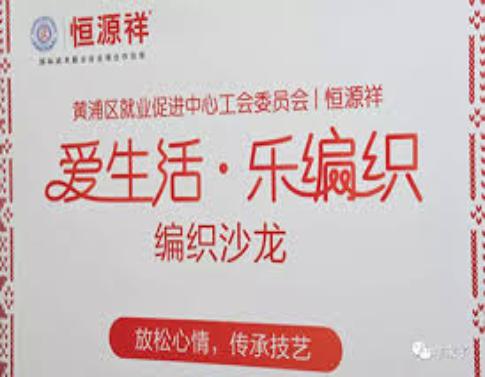 恒源祥
黄浦区就业促进中心工会委员会 | 恒源祥
爱生活·乐编织
编织沙龙
放松心情，传承技艺